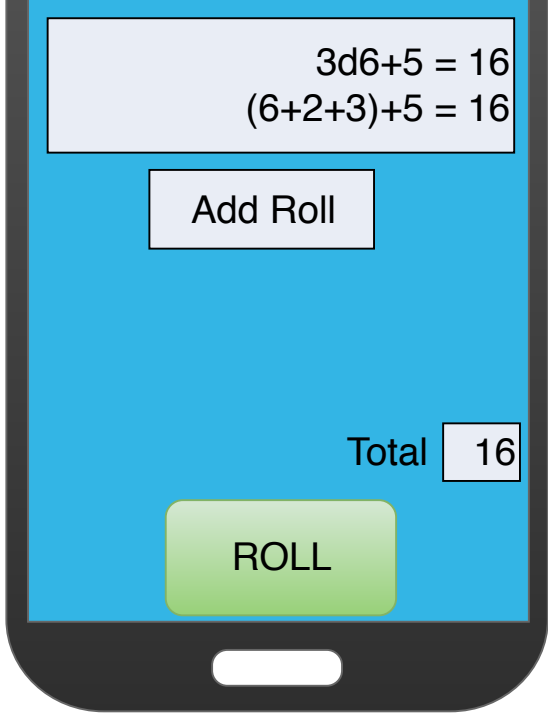 3d6+5 = 16
(6+2+3)+5 = 16
Add Roll
Total 16
ROLL